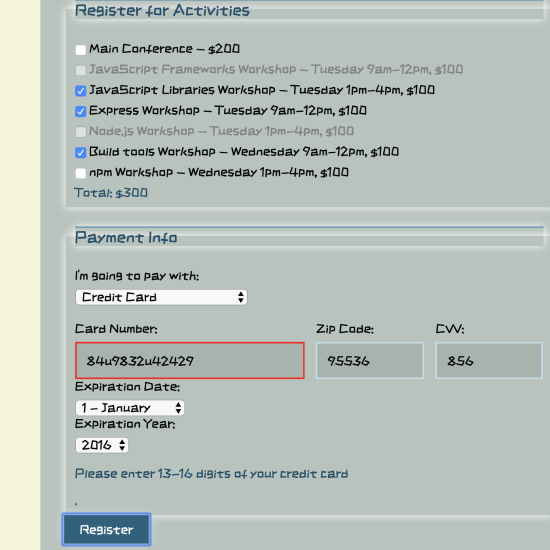 Register for Activities
Main Conference — $200
JavaScript Frameworks Workshop — Tuesday 9am–12pm, $100
JavaScript Libraries Workshop — Tuesday 1pm–4pm, $100
Express Workshop — Tuesday 9am–12pm, $100
Node.js Workshop — Tuesday 1pm–4pm, $100
Build tools Workshop — Wednesday 9am–12pm, $100
npm Workshop — Wednesday 1pm–4pm, $100
Total: $300
Payment Info
I'm going to pay with:
Credit Card
Card Number: Zip Code: CVV:
84u9832u42429 95536 856
Expiration Date:
1 – January
Expiration Year:
2016
Please enter 13-16 digits of your credit card
.
Register